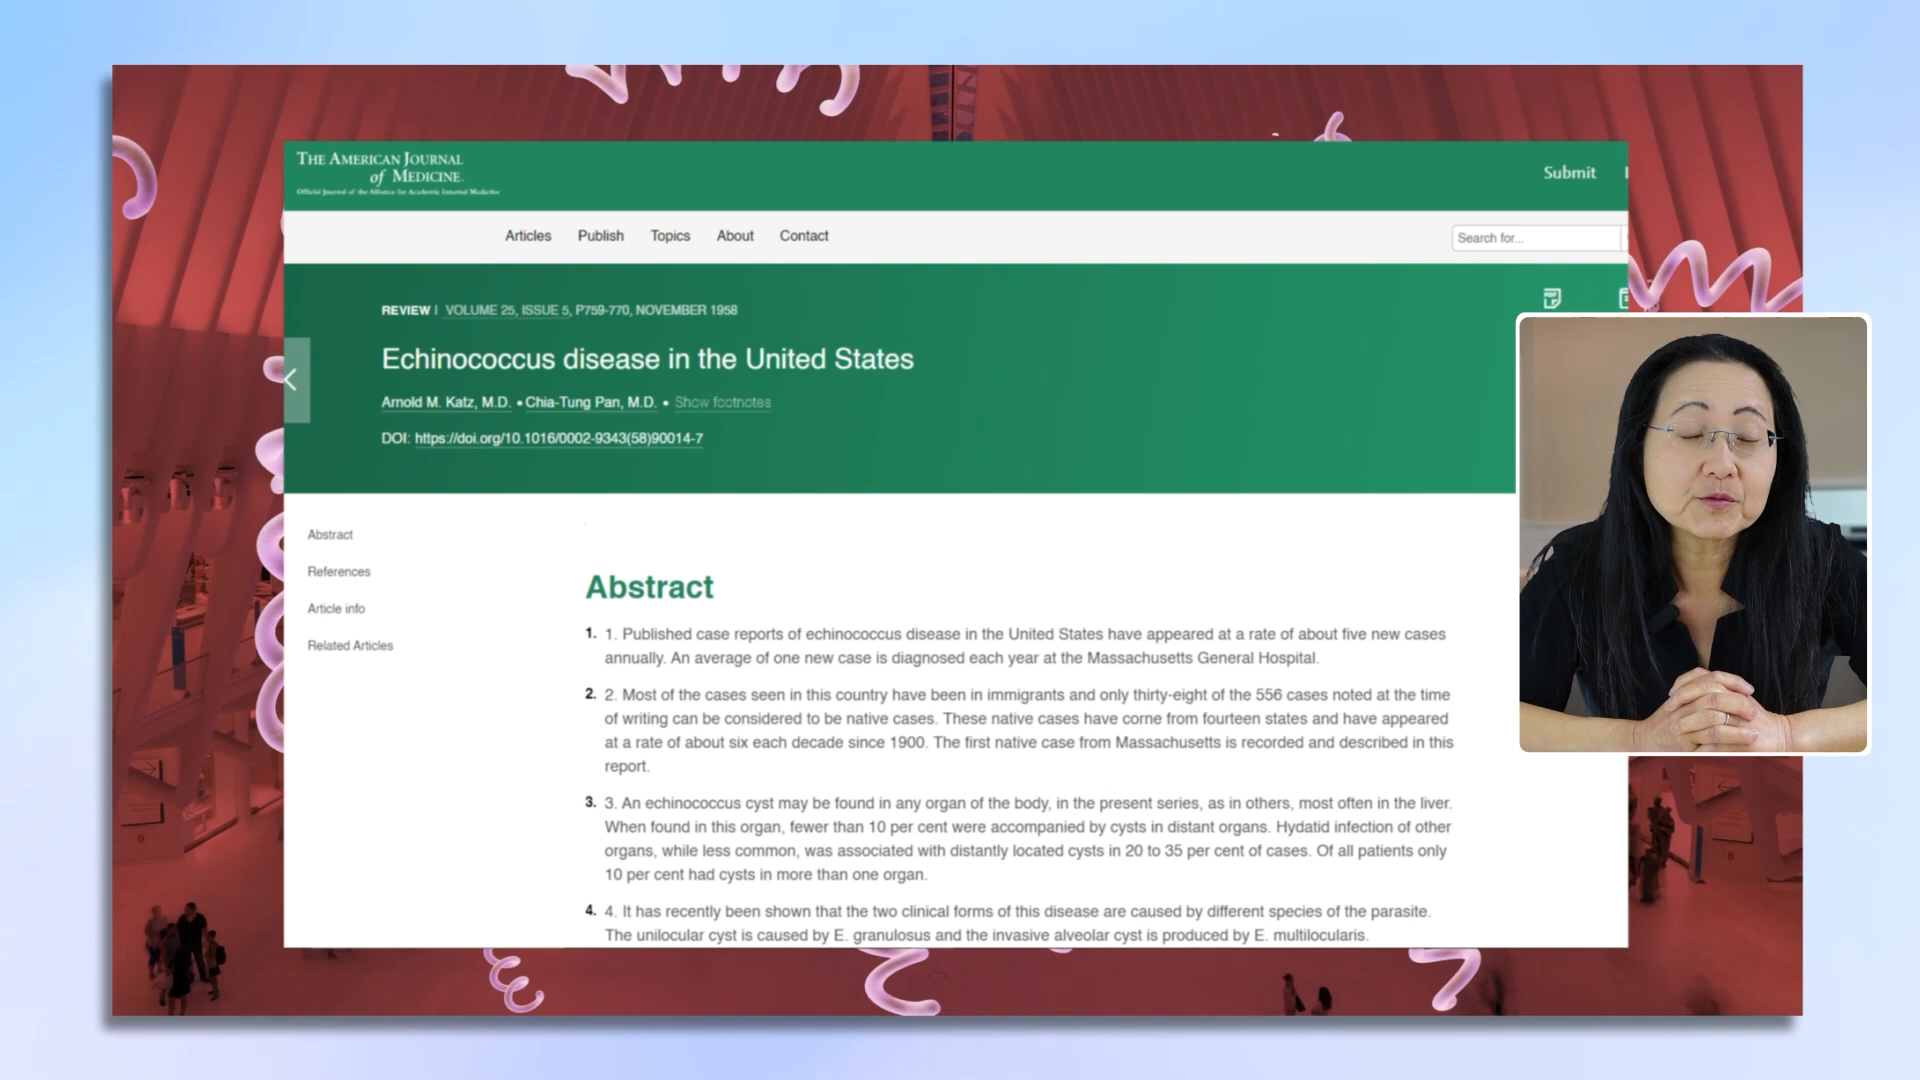 THE AMERICAN JOURNAL
of MEDICINE.
Official Journal of the Alliance for Academic Internal Medicine
Submit
Articles Publish Topics About Contact
Search for...
REVIEW | VOLUME 25, ISSUE 5, P759-770, NOVEMBER 1958
PDF
Echinococcus disease in the United States
Arnold M. Katz, M.D. • Chia-Tung Pan, M.D. • Show footnotes
DOI: https://doi.org/10.1016/0002-9343(58)90014-7
Abstract
References
Article info
Related Articles
Abstract
1. 1. Published case reports of echinococcus disease in the United States have appeared at a rate of about five new cases
annually. An average of one new case is diagnosed each year at the Massachusetts General Hospital.
2. 2. Most of the cases seen in this country have been in immigrants and only thirty-eight of the 556 cases noted at the time
of writing can be considered to be native cases. These native cases have corne from fourteen states and have appeared
at a rate of about six each decade since 1900. The first native case from Massachusetts is recorded and described in this
report.
3. 3. An echinococcus cyst may be found in any organ of the body, in the present series, as in others, most often in the liver.
When found in this organ, fewer than 10 per cent were accompanied by cysts in distant organs. Hydatid infection of other
organs, while less common, was associated with distantly located cysts in 20 to 35 per cent of cases. Of all patients only
10 per cent had cysts in more than one organ.
4. 4. It has recently been shown that the two clinical forms of this disease are caused by different species of the parasite.
The unilocular cyst is caused by E. granulosus and the invasive alveolar cyst is produced by E. multilocularis.